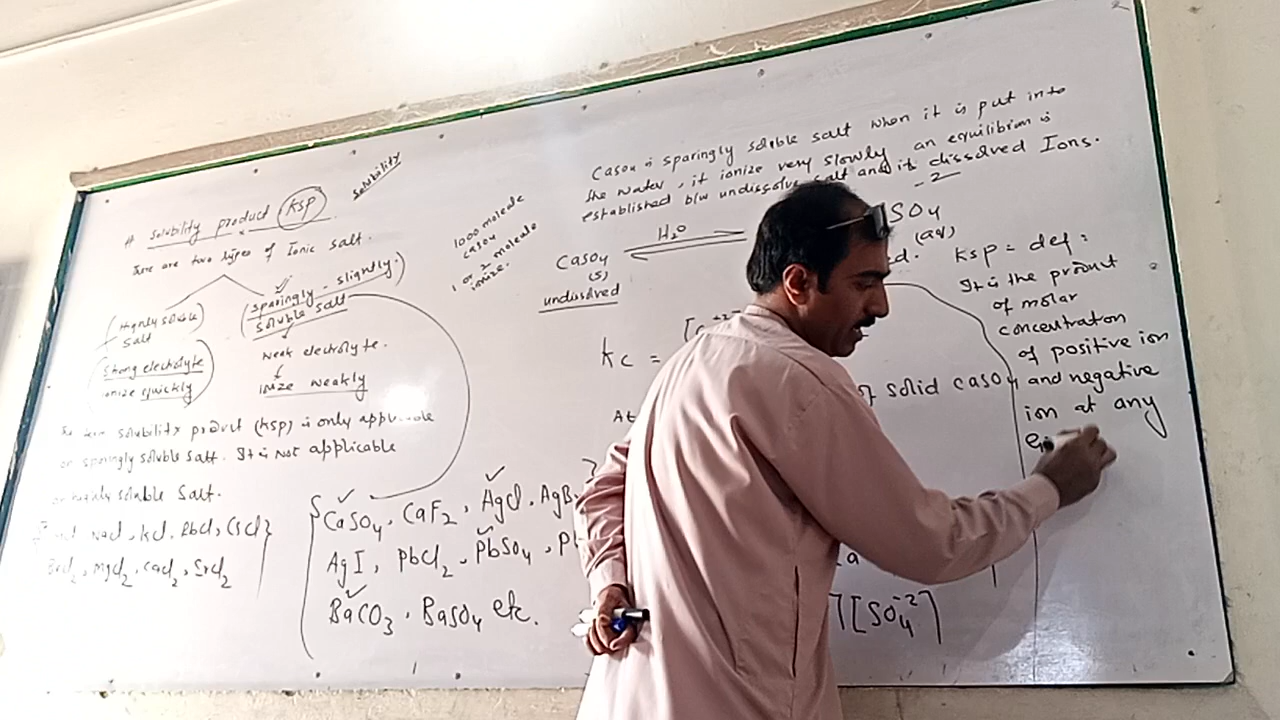 # Solubility product (Ksp)
Solubility
There are two types of Ionic salt.
(Highly soluble
salt
Strong electrolyte
ionize quickly
(Sparingly - slightly.)
Soluble salt
weak electrolyte.
ionize weakly
solubility product (Ksp) is only
on sparingly soluble salt. It is Not applicable
on highly soluble salt.
NaCl, KCl, RbCl, CsCl}
MgCl2, CaCl2, SrCl2
{CaSO4, CaF2, AgCl, AgBr
AgI, PbCl2, PbSO4,
BaCO3, BaSO4 etc.
1000 molecule
CaSO4
1 or 2 molecule
ionize.
CaSO4 is sparingly soluble salt when it is put into
the water, it ionize very slowly an equilibrium is
established b/w undissolve salt and it dissolved Ions.
CaSO4 H2O SO4 -2
(s) (aq)
undissolved
Kc =
At
of solid CaSO4
[SO4-2]
Ksp = def:
It is the product
of molar
concentration
of positive ion
and negative
ion at any